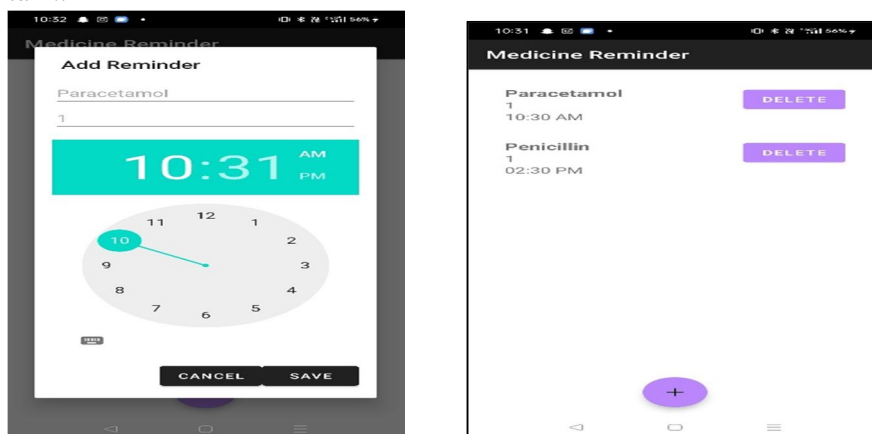 10:32
56%
Medicine Reminder
Add Reminder
Paracetamol
1
10:31
AM
PM
12
11 1
10 2
9 3
8 4
7 5
6
CANCEL SAVE
10:31
56%
Medicine Reminder
Paracetamol
1
10:30 AM
DELETE
Penicillin
1
02:30 PM
DELETE
+